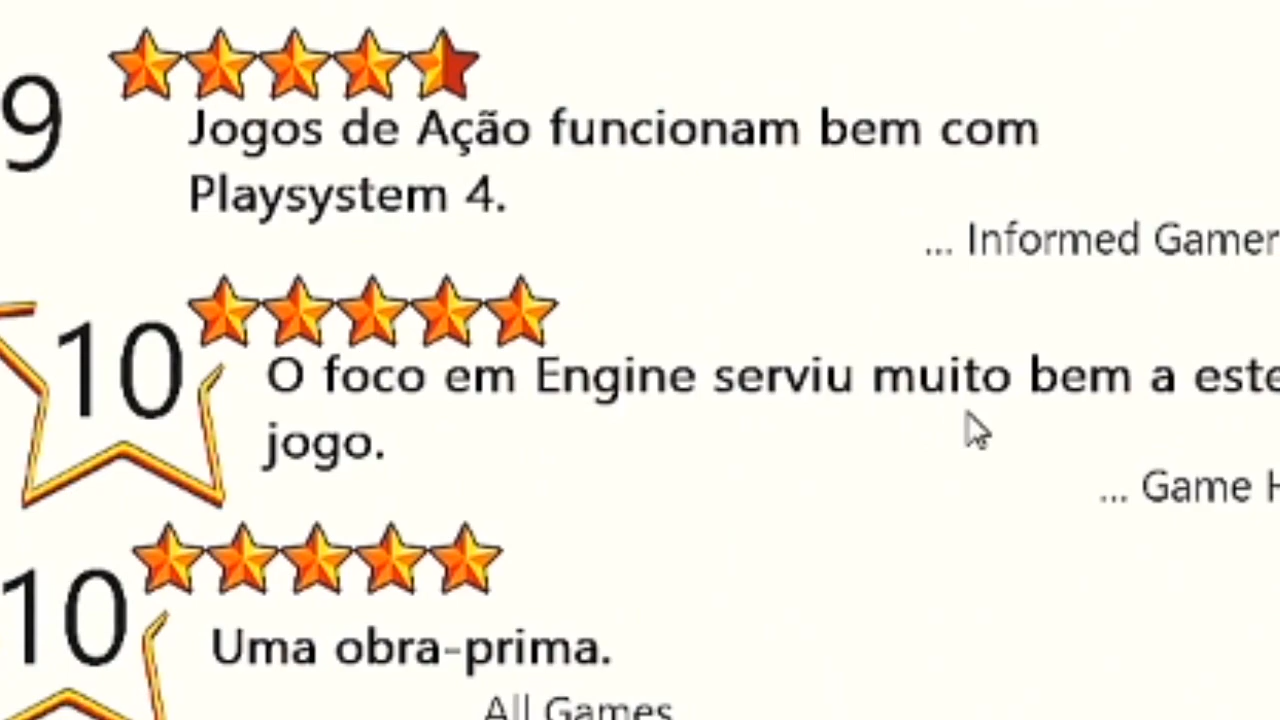 9
Jogos de Ação funcionam bem com
Playsystem 4.
... Informed Gamer
10
O foco em Engine serviu muito bem a este
jogo.
... Game H
10
Uma obra-prima.
All Games